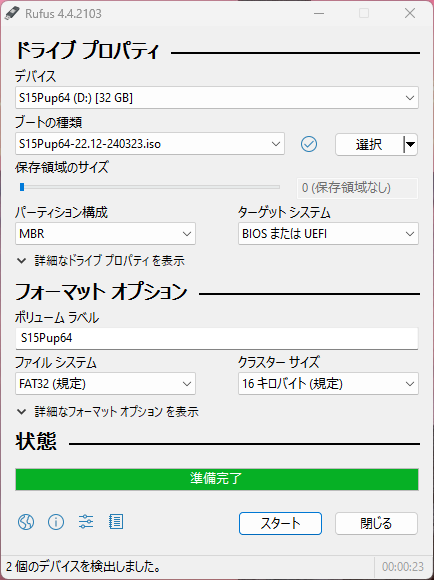 Rufus 4.4.2103
ドライブ プロパティ
デバイス
S15Pup64 (D:) [32 GB]
ブートの種類
S15Pup64-22.12-240323.iso
選択
保存領域のサイズ
0 (保存領域なし)
パーティション構成
ターゲット システム
MBR
BIOS または UEFI
詳細なドライブ プロパティを表示
フォーマット オプション
ボリューム ラベル
S15Pup64
ファイル システム
クラスター サイズ
FAT32 (規定)
16 キロバイト (規定)
詳細なフォーマット オプションを表示
状態
準備完了
スタート
閉じる
2 個のデバイスを検出しました。
00:00:23